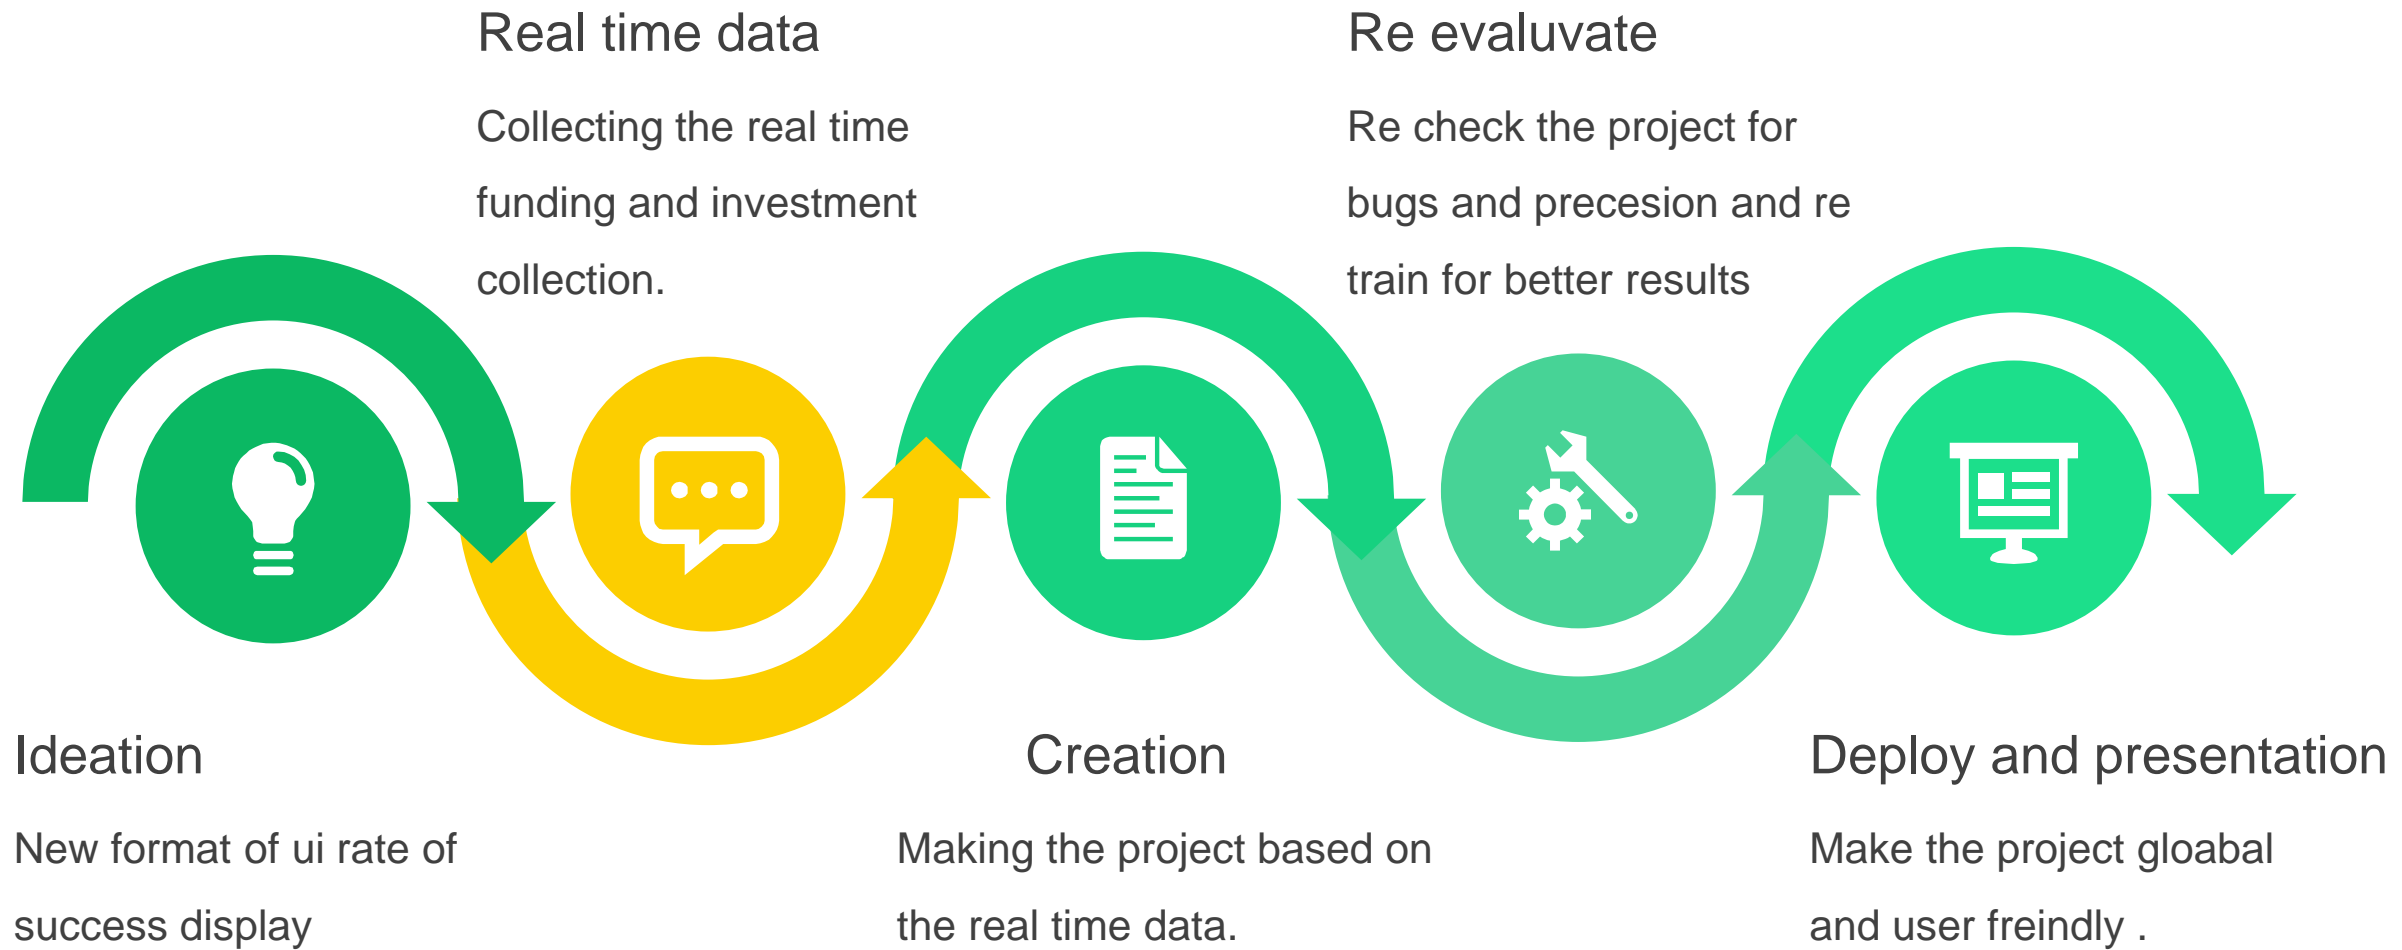 Real time data
Collecting the real time
funding and investment
collection.
Re evaluvate
Re check the project for
bugs and precesion and re
train for better results
Ideation
New format of ui rate of
success display
Creation
Making the project based on
the real time data.
Deploy and presentation
Make the project gloabal
and user freindly .